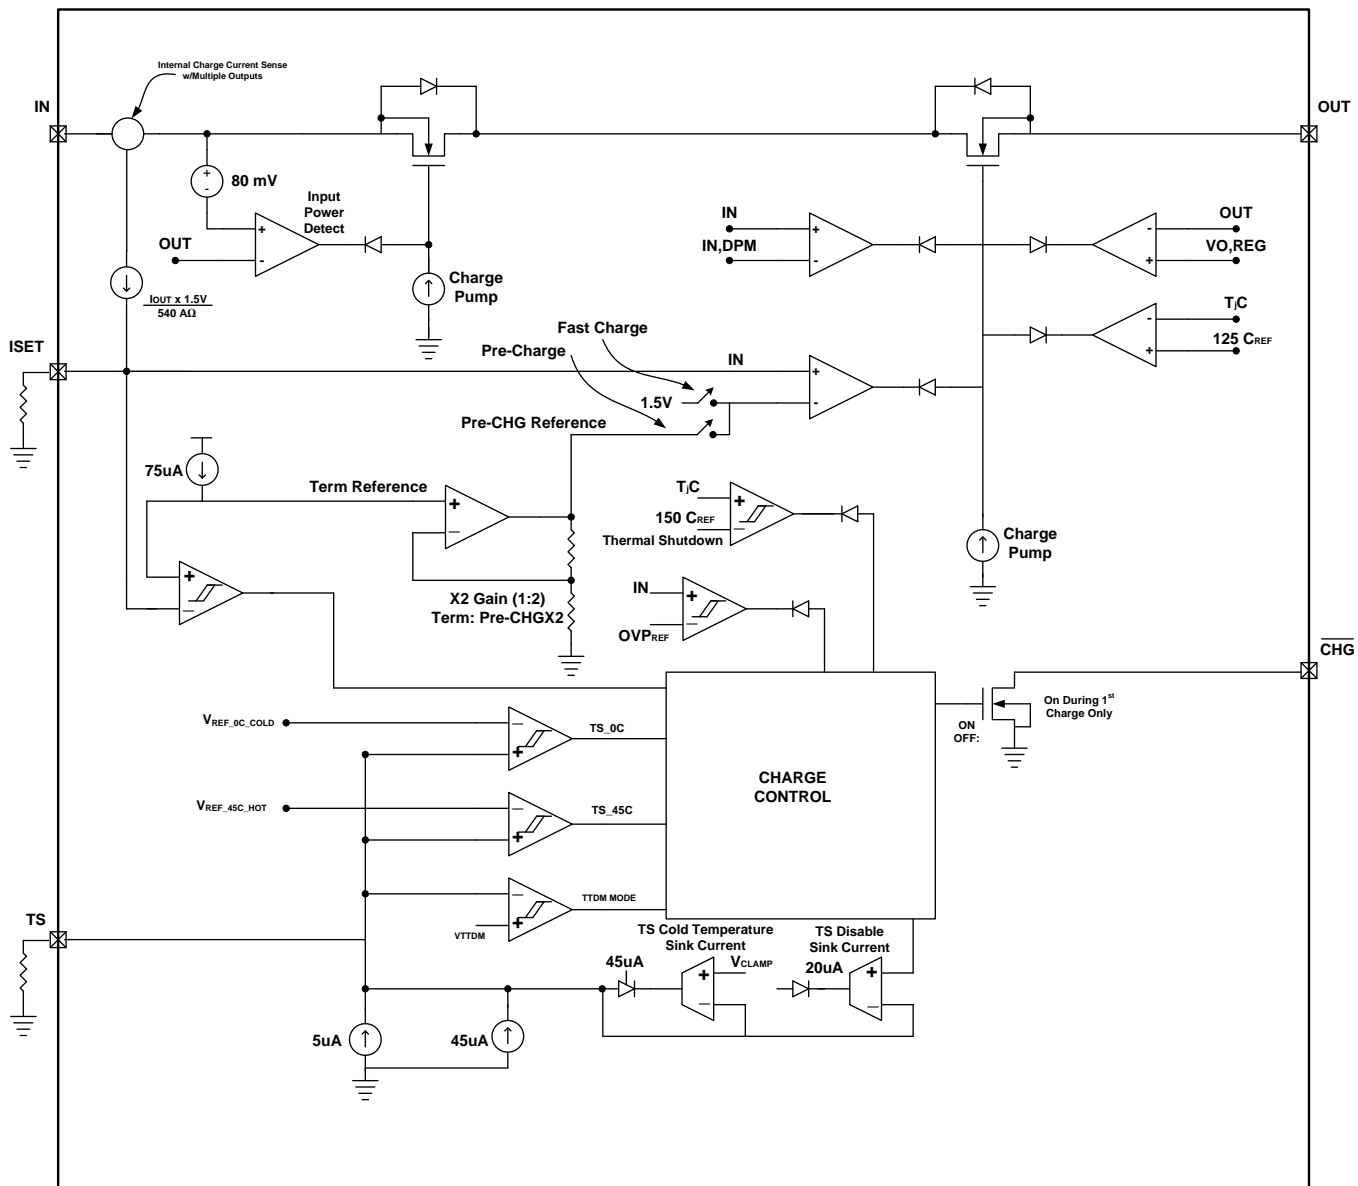 Internal Charge Current Sense
w/Multiple Outputs
IN
OUT
+
-
80 mV
Input
Power
Detect
+
-
OUT
Charge
Pump
IOUT x 1.5V
540 AΩ
IN
IN,DPM
+
-
OUT
VO,REG
-
+
TjC
125 CREF
-
+
Fast Charge
Pre-Charge
ISET
IN
+
-
1.5V
Pre-CHG Reference
75uA
Term Reference
+
−
TjC
150 CREF
Thermal Shutdown
+
−
Charge
Pump
+
−
X2 Gain (1:2)
Term: Pre-CHGX2
IN
OVPREF
+
−
CHG
VREF_0C_COLD
−
+
TS_0C
ON
OFF:
On During 1st
Charge Only
CHARGE
CONTROL
VREF_45C_HOT
−
+
TS_45C
−
+
TTDM MODE
VTTDM
TS
TS Cold Temperature
Sink Current
TS Disable
Sink Current
45uA
VCLAMP
+
−
20uA
+
−
5uA
45uA